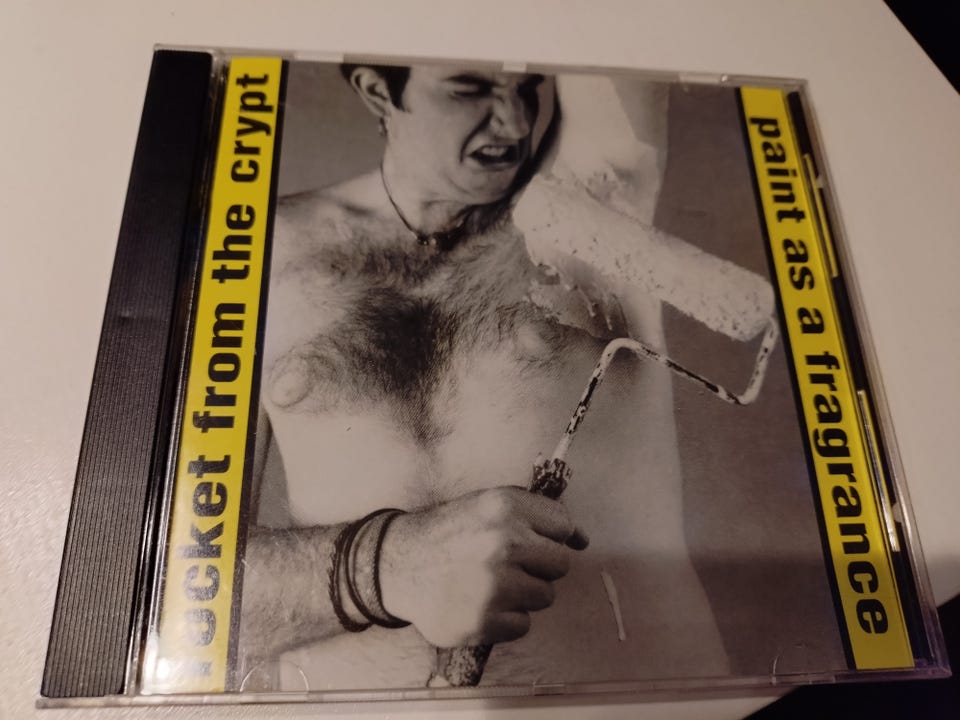 rocket from the crypt
paint as a fragrance